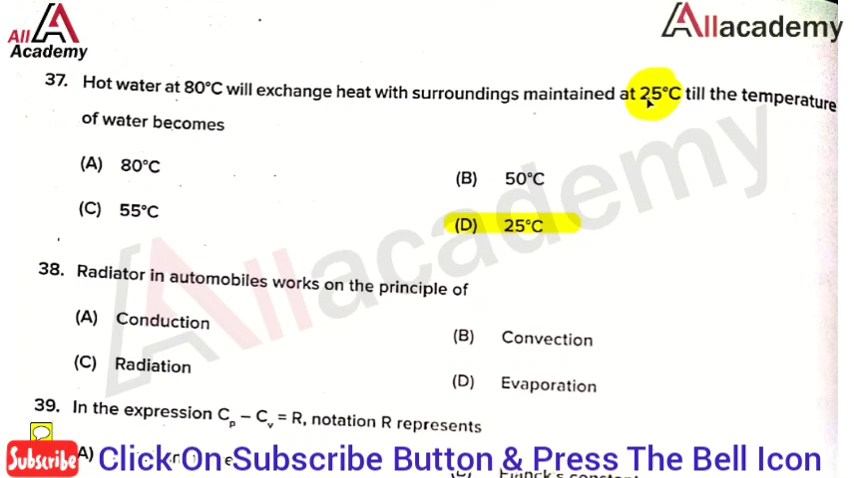 All
Academy
Allacademy
37. Hot water at 80°C will exchange heat with surroundings maintained at 25°C till the temperature
of water becomes
(A) 80°C
(B) 50°C
(C) 55°C
(D) 25°C
Allacademy
38. Radiator in automobiles works on the principle of
(A) Conduction
(B) Convection
(C) Radiation
(D) Evaporation
39. In the expression Cp – Cv = R, notation R represents
A)
Subscribe
Click On Subscribe Button & Press The Bell Icon